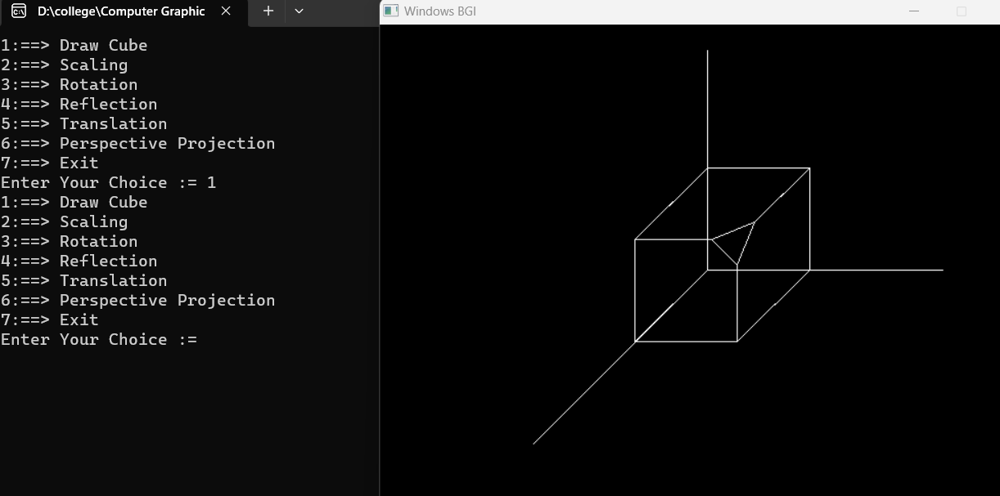 D:\college\Computer Graphic
Windows BGI
1:==> Draw Cube
2:==> Scaling
3:==> Rotation
4:==> Reflection
5:==> Translation
6:==> Perspective Projection
7:==> Exit
Enter Your Choice := 1
1:==> Draw Cube
2:==> Scaling
3:==> Rotation
4:==> Reflection
5:==> Translation
6:==> Perspective Projection
7:==> Exit
Enter Your Choice :=